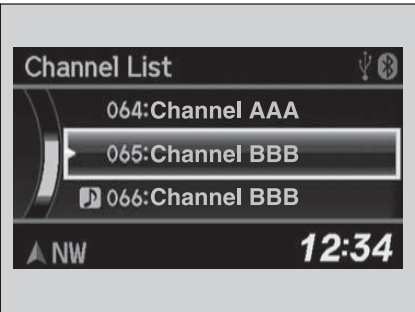 Channel List
064:Channel AAA
065:Channel BBB
066:Channel BBB
NW
12:34